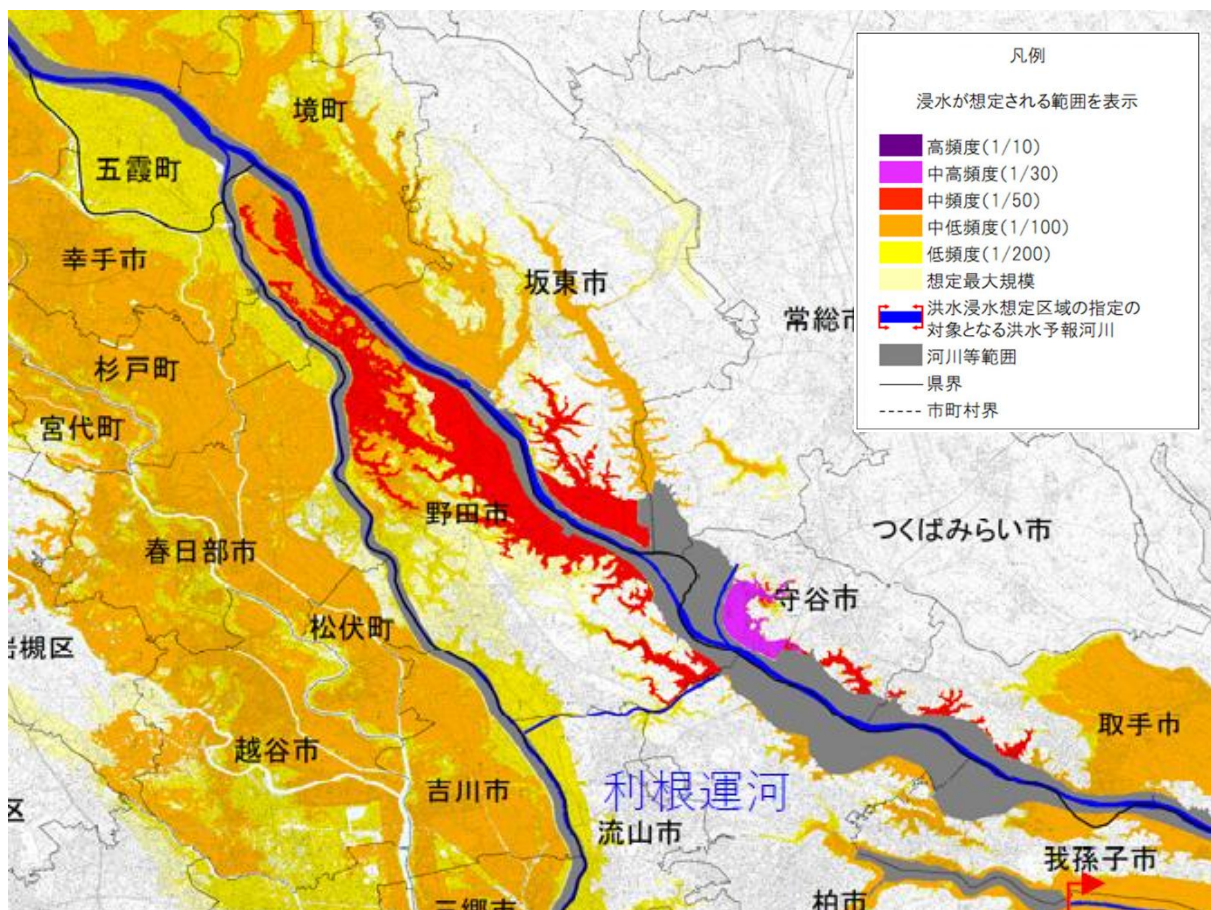 凡例
浸水が想定される範囲を表示
高頻度(1/10)
中高頻度(1/30)
中頻度(1/50)
中低頻度(1/100)
低頻度(1/200)
想定最大規模
洪水浸水想定区域の指定の
対象となる洪水予報河川
河川等範囲
県界
市町村界
境町
五霞町
幸手市
坂東市
常総市
杉戸町
宮代町
野田市
つくばみらい市
春日部市
守谷市
松伏町
岩槻区
取手市
越谷市
吉川市
利根運河
流山市
区
我孫子市
柏市
三郷市